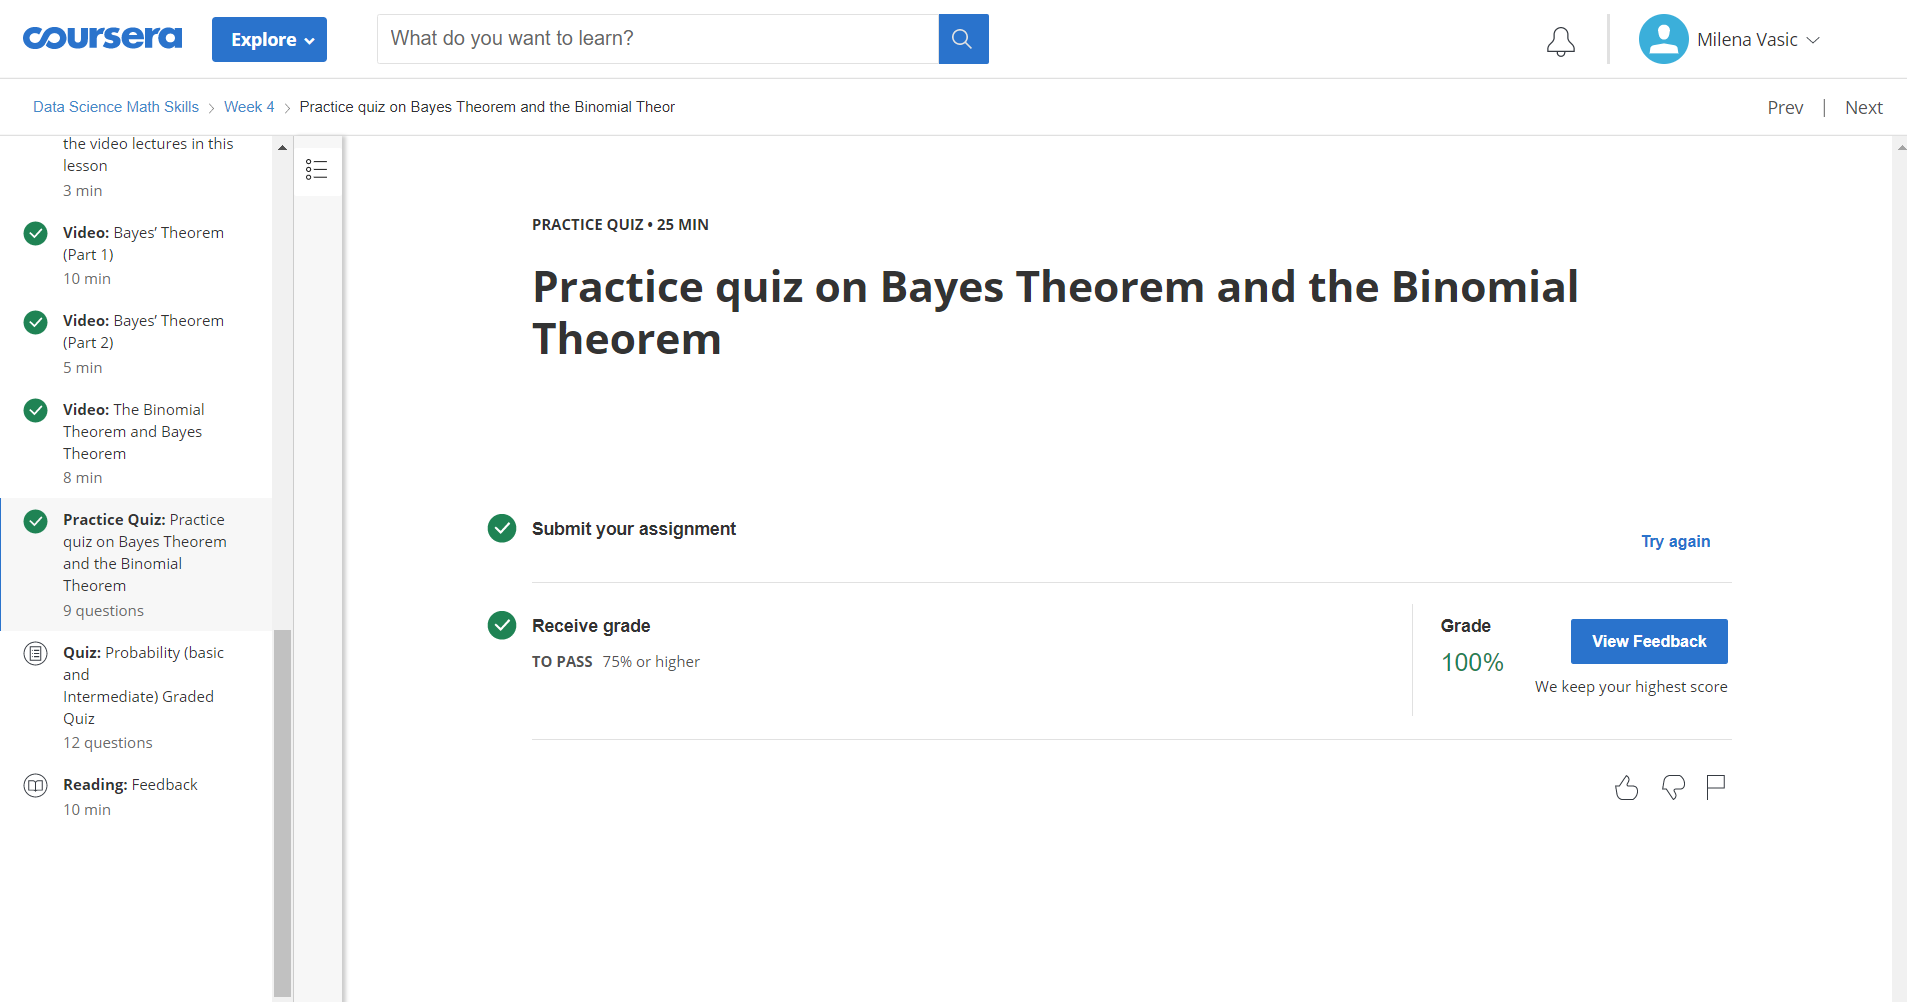 coursera
Explore
What do you want to learn?
Milena Vasic
Data Science Math Skills
Week 4
Practice quiz on Bayes Theorem and the Binomial Theor
Prev | Next
the video lectures in this
lesson
3 min
Video: Bayes’ Theorem
(Part 1)
10 min
Video: Bayes’ Theorem
(Part 2)
5 min
Video: The Binomial
Theorem and Bayes
Theorem
8 min
Practice Quiz: Practice
quiz on Bayes Theorem
and the Binomial
Theorem
9 questions
Quiz: Probability (basic
and
Intermediate) Graded
Quiz
12 questions
Reading: Feedback
10 min
PRACTICE QUIZ • 25 MIN
Practice quiz on Bayes Theorem and the Binomial
Theorem
Submit your assignment
Try again
Receive grade
TO PASS 75% or higher
Grade
100%
View Feedback
We keep your highest score